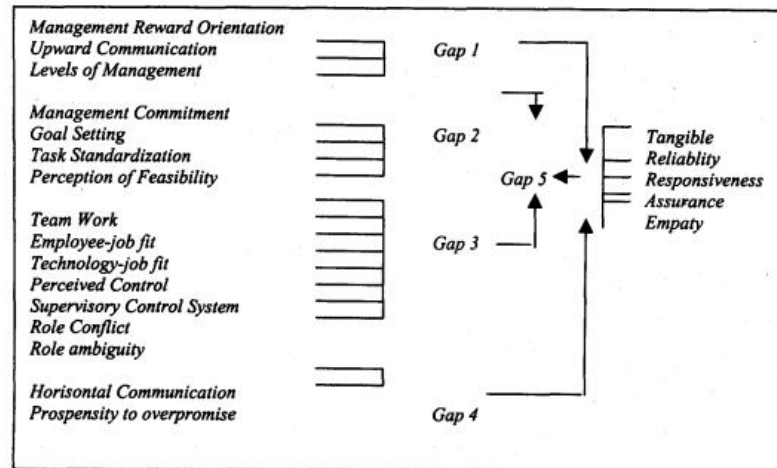 Management Reward Orientation
Upward Communication
Levels of Management
Gap 1
Management Commitment
Goal Setting
Task Standardization
Perception of Feasibility
Gap 2
Gap 5
Tangible
Reliablity
Responsiveness
Assurance
Empaty
Team Work
Employee-job fit
Technology-job fit
Perceived Control
Supervisory Control System
Role Conflict
Role ambiguity
Gap 3
Horisontal Communication
Prospensity to overpromise
Gap 4